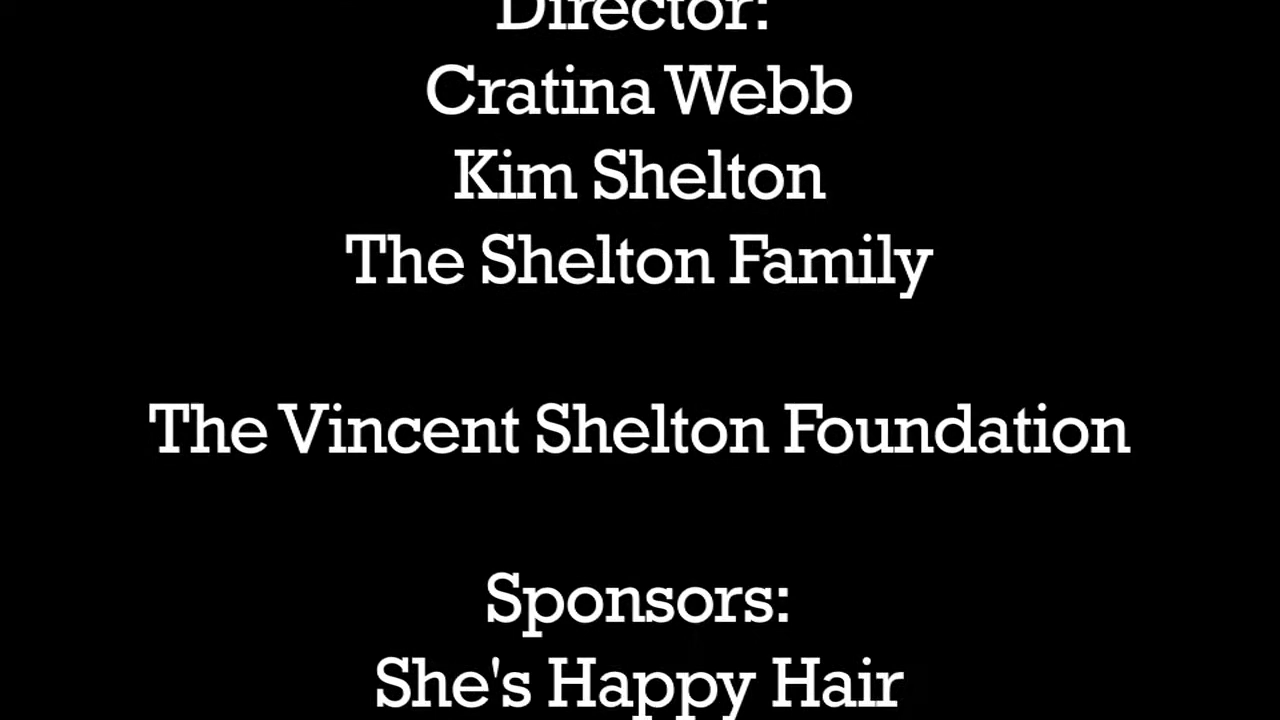 Director:
Cratina Webb
Kim Shelton
The Shelton Family
The Vincent Shelton Foundation
Sponsors:
She's Happy Hair